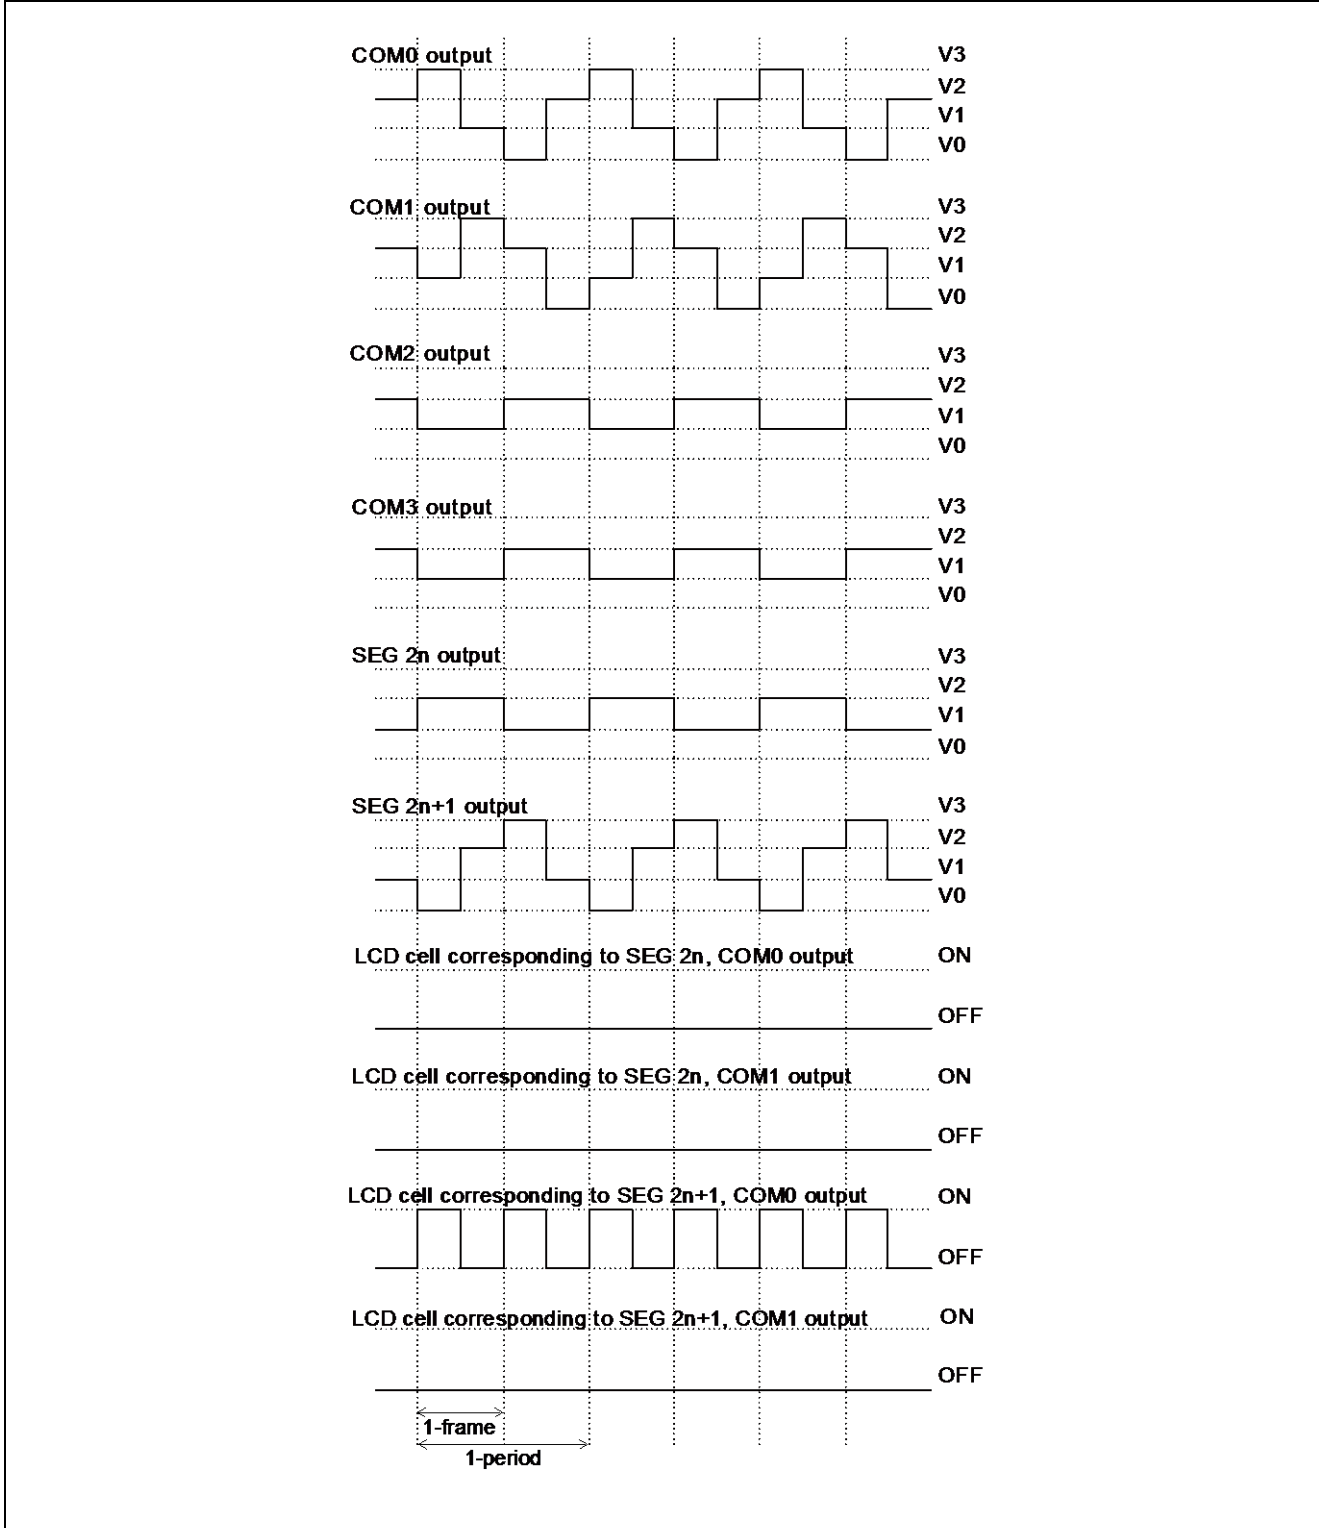 COM0 output V3
V2
V1
V0
COM1 output V3
V2
V1
V0
COM2 output V3
V2
V1
V0
COM3 output V3
V2
V1
V0
SEG 2n output V3
V2
V1
V0
SEG 2n+1 output V3
V2
V1
V0
LCD cell corresponding to SEG 2n, COM0 output ON
OFF
LCD cell corresponding to SEG 2n, COM1 output ON
OFF
LCD cell corresponding to SEG 2n+1, COM0 output ON
OFF
LCD cell corresponding to SEG 2n+1, COM1 output ON
OFF
1-frame
1-period